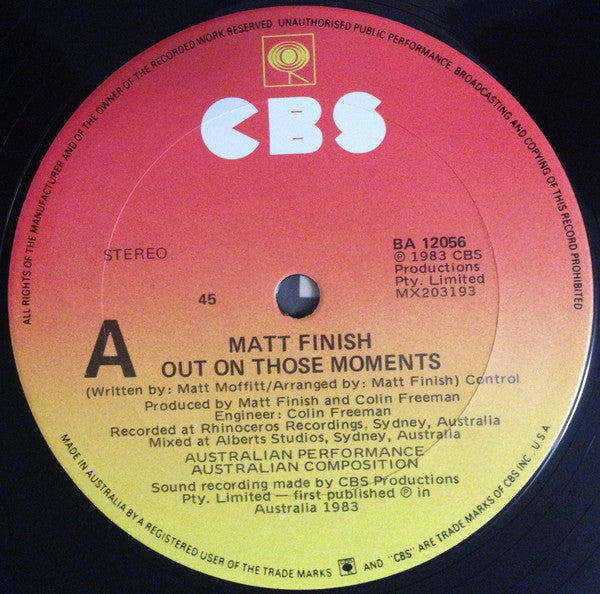 ALL RIGHTS OF THE MANUFACTURER AND OF THE OWNER OF THE RECORDED WORK RESERVED. UNAUTHORISED PUBLIC PERFORMANCE, BROADCASTING AND COPYING OF THIS RECORD PROHIBITED
CBS
STEREO
45
BA 12056
℗ 1983 CBS
Productions
Pty. Limited
MX203193
A
MATT FINISH
OUT ON THOSE MOMENTS
(Written by: Matt Moffitt/Arranged by: Matt Finish) Control
Produced by Matt Finish and Colin Freeman
Engineer: Colin Freeman
Recorded at Rhinoceros Recordings, Sydney, Australia
Mixed at Alberts Studios, Sydney, Australia
AUSTRALIAN PERFORMANCE
AUSTRALIAN COMPOSITION
Sound recording made by CBS Productions
Pty. Limited — first published ℗ in
Australia 1983
MADE IN AUSTRALIA BY A REGISTERED USER OF THE TRADE MARKS AND "CBS" ARE TRADE MARKS OF CBS INC., U.S.A